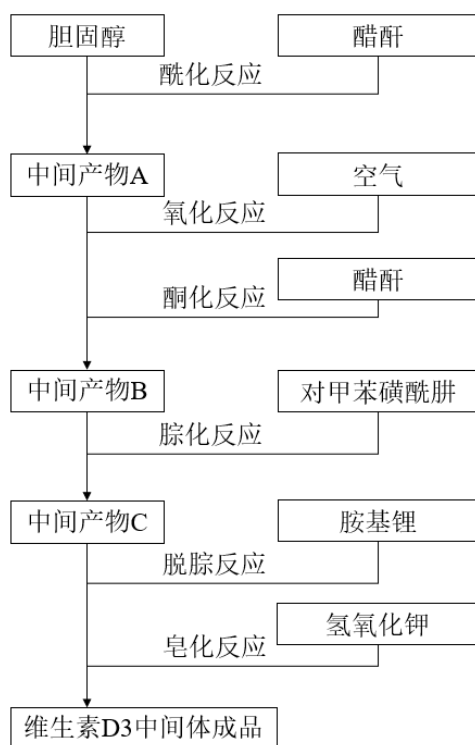 胆固醇
醋酐
酰化反应
中间产物A
空气
氧化反应
醋酐
酮化反应
中间产物B
对甲苯磺酰肼
腙化反应
中间产物C
胺基锂
脱腙反应
氢氧化钾
皂化反应
维生素D3中间体成品